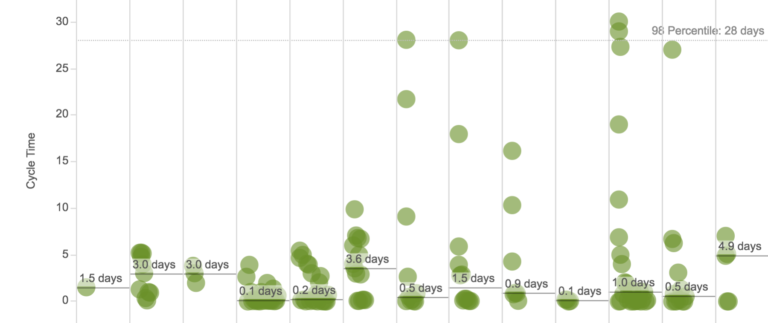 30
98 Percentile: 28 days
25
20
Cycle Time
15
10
5
0
1.5 days
3.0 days
3.0 days
0.1 days
0.2 days
3.6 days
0.5 days
1.5 days
0.9 days
0.1 days
1.0 days
0.5 days
4.9 days